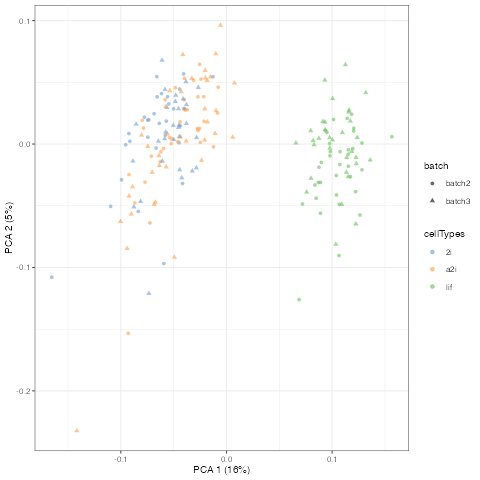 0.1
0.0
-0.1
-0.2
PCA 2 (5%)
-0.1
0.0
0.1
PCA 1 (16%)
batch
batch2
batch3
cellTypes
2i
a2i
lif